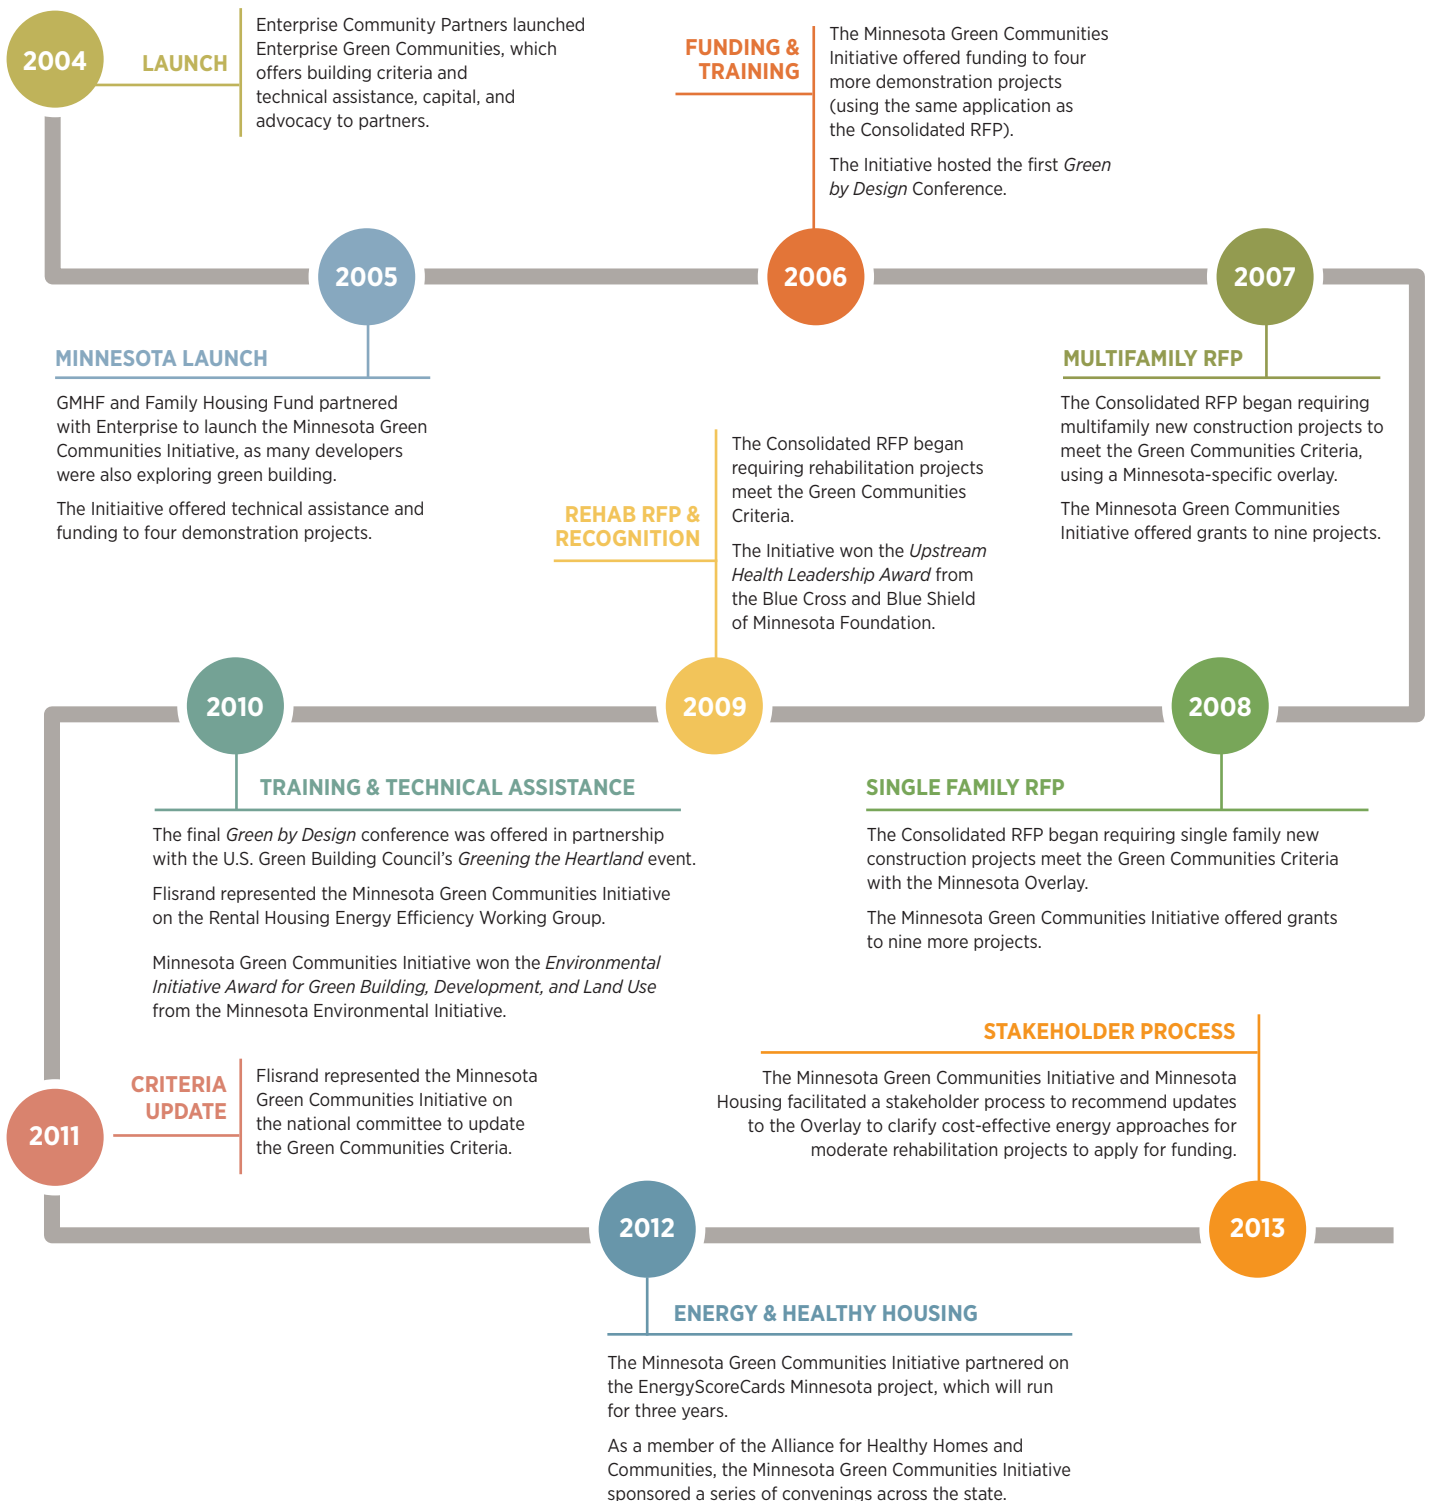 2004
LAUNCH
Enterprise Community Partners launched
Enterprise Green Communities, which
offers building criteria and
technical assistance, capital, and
advocacy to partners.
2005
MINNESOTA LAUNCH
GMHF and Family Housing Fund partnered
with Enterprise to launch the Minnesota Green
Communities Initiative, as many developers
were also exploring green building.
The Initiaitive offered technical assistance and
funding to four demonstration projects.
FUNDING &
TRAINING
The Minnesota Green Communities
Initiative offered funding to four
more demonstration projects
(using the same application as
the Consolidated RFP).
The Initiative hosted the first Green
by Design Conference.
2006
2007
MULTIFAMILY RFP
The Consolidated RFP began requiring
multifamily new construction projects to
meet the Green Communities Criteria,
using a Minnesota-specific overlay.
The Minnesota Green Communities
Initiative offered grants to nine projects.
2008
SINGLE FAMILY RFP
The Consolidated RFP began requiring single family new
construction projects meet the Green Communities Criteria
with the Minnesota Overlay.
The Minnesota Green Communities Initiative offered grants
to nine more projects.
REHAB RFP &
RECOGNITION
The Consolidated RFP began
requiring rehabilitation projects
meet the Green Communities
Criteria.
The Initiative won the Upstream
Health Leadership Award from
the Blue Cross and Blue Shield
of Minnesota Foundation.
2009
2010
TRAINING & TECHNICAL ASSISTANCE
The final Green by Design conference was offered in partnership
with the U.S. Green Building Council's Greening the Heartland event.
Flisrand represented the Minnesota Green Communities Initiative
on the Rental Housing Energy Efficiency Working Group.
Minnesota Green Communities Initiative won the Environmental
Initiative Award for Green Building, Development, and Land Use
from the Minnesota Environmental Initiative.
2011
CRITERIA
UPDATE
Flisrand represented the Minnesota
Green Communities Initiative on
the national committee to update
the Green Communities Criteria.
2012
ENERGY & HEALTHY HOUSING
The Minnesota Green Communities Initiative partnered on
the EnergyScoreCards Minnesota project, which will run
for three years.
As a member of the Alliance for Healthy Homes and
Communities, the Minnesota Green Communities Initiative
sponsored a series of convenings across the state.
STAKEHOLDER PROCESS
The Minnesota Green Communities Initiative and Minnesota
Housing facilitated a stakeholder process to recommend updates
to the Overlay to clarify cost-effective energy approaches for
moderate rehabilitation projects to apply for funding.
2013